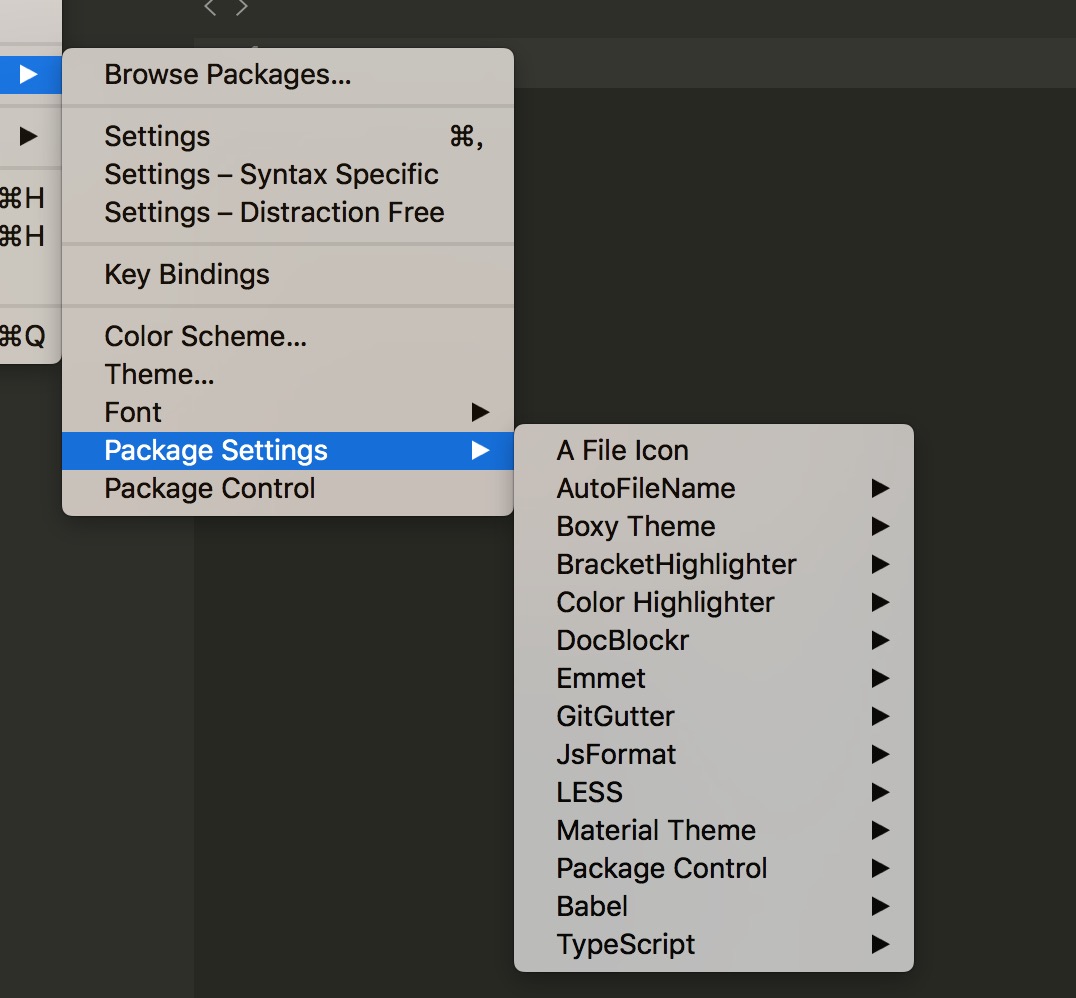 Browse Packages...
Settings ⌘,
Settings – Syntax Specific
Settings – Distraction Free
⌘H
⌘H
Key Bindings
⌘Q
Color Scheme...
Theme...
Font
Package Settings
Package Control
A File Icon
AutoFileName
Boxy Theme
BracketHighlighter
Color Highlighter
DocBlockr
Emmet
GitGutter
JsFormat
LESS
Material Theme
Package Control
Babel
TypeScript